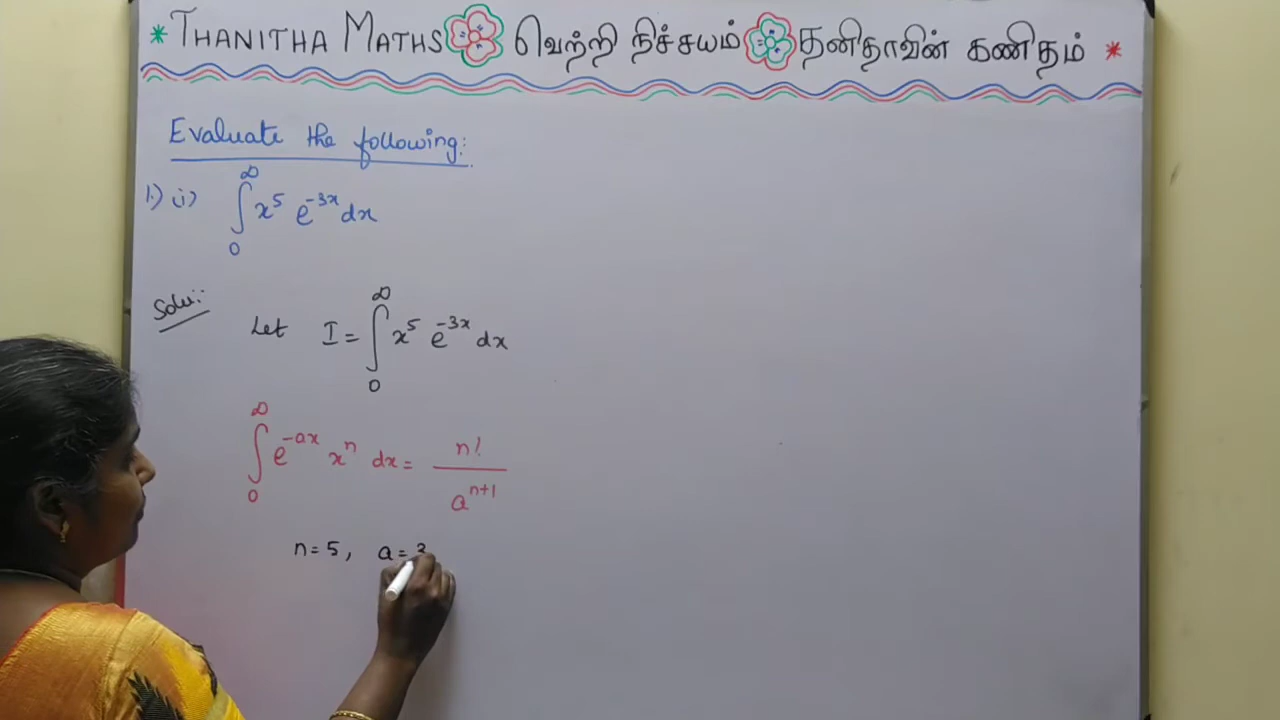 * THANITHA MATHS வெற்றி நிச்சயம் தனிதாவின் கணிதம் *
Evaluate the following:
1.) (i) ∫₀^∞ x⁵ e^{-3x} dx
Solu:
Let I = ∫₀^∞ x⁵ e^{-3x} dx
∫₀^∞ e^{-ax} xⁿ dx = n! / a^{n+1}
n = 5, a = 3